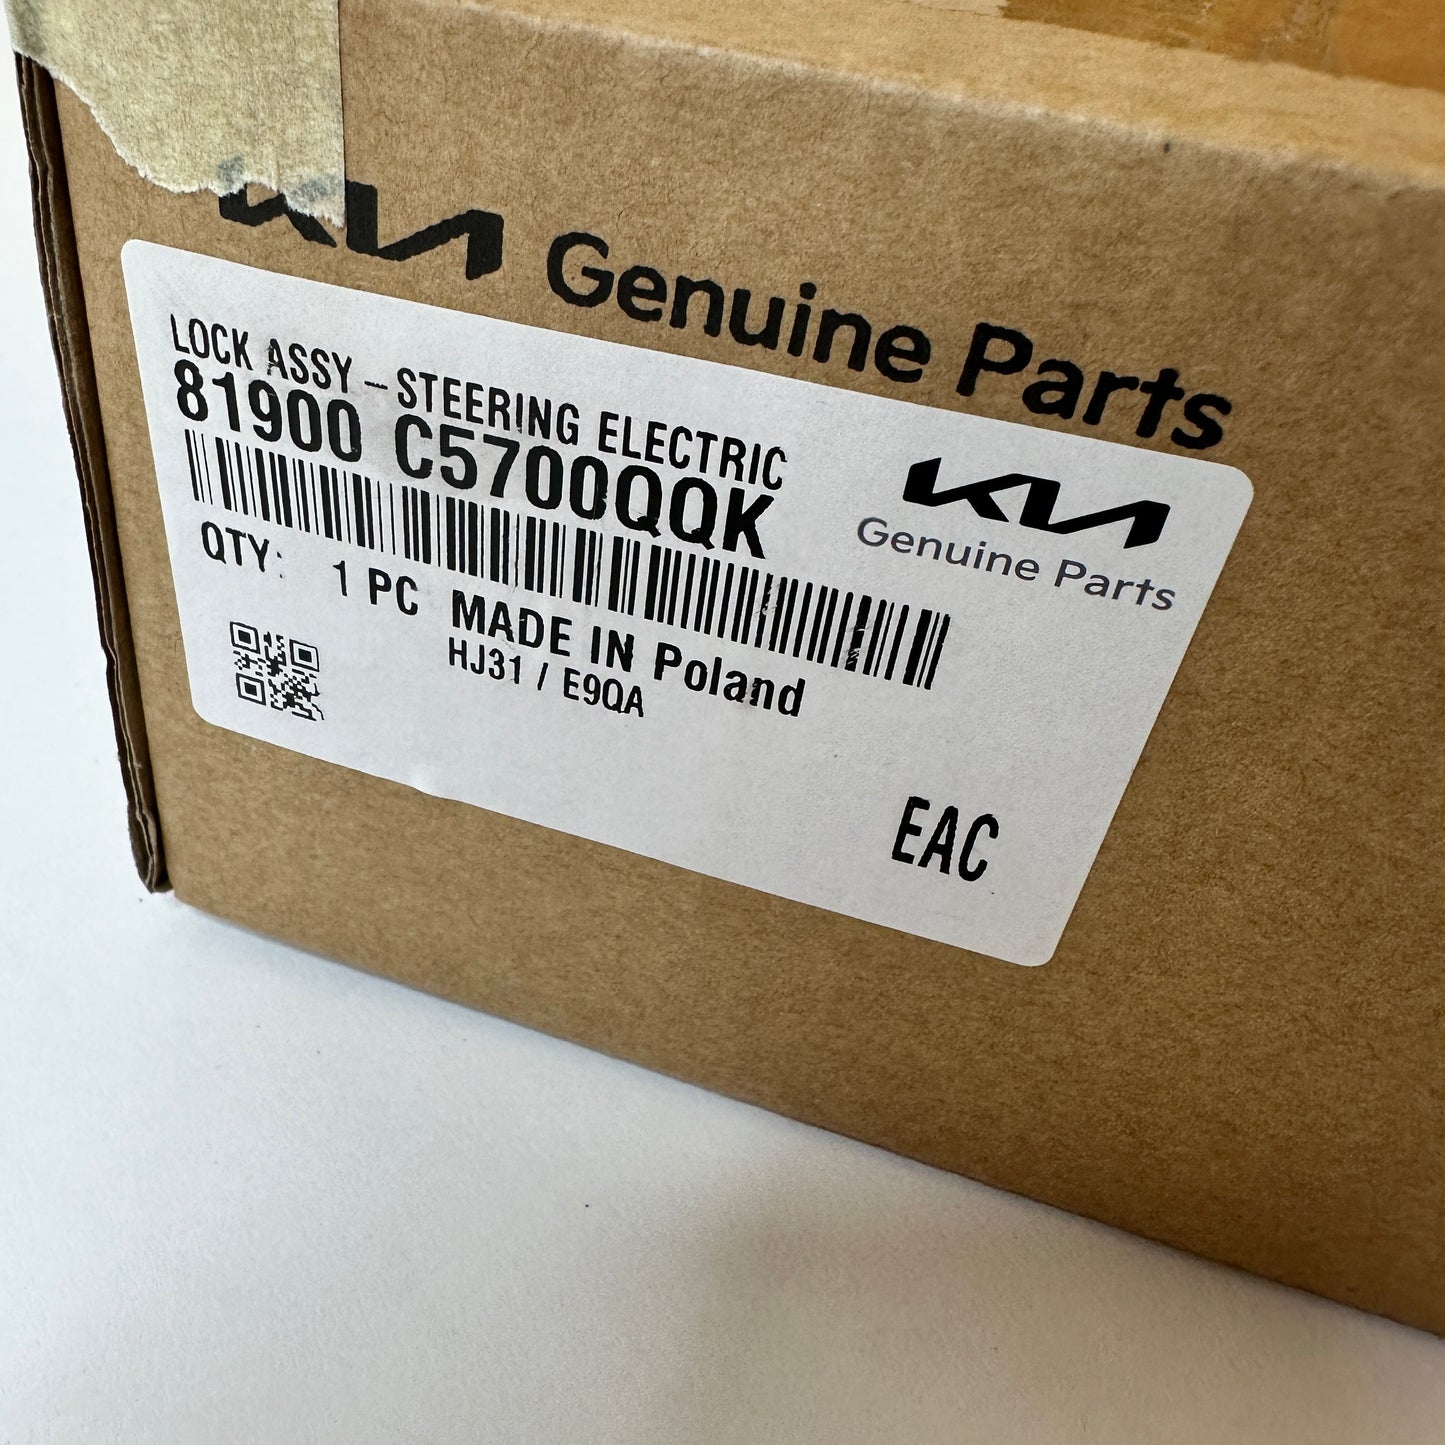 KIA Genuine Parts
LOCK ASSY – STEERING ELECTRIC
81900 C5700QQK
KIA
Genuine Parts
QTY: 1 PC MADE IN Poland
HJ31 / E9QA
EAC